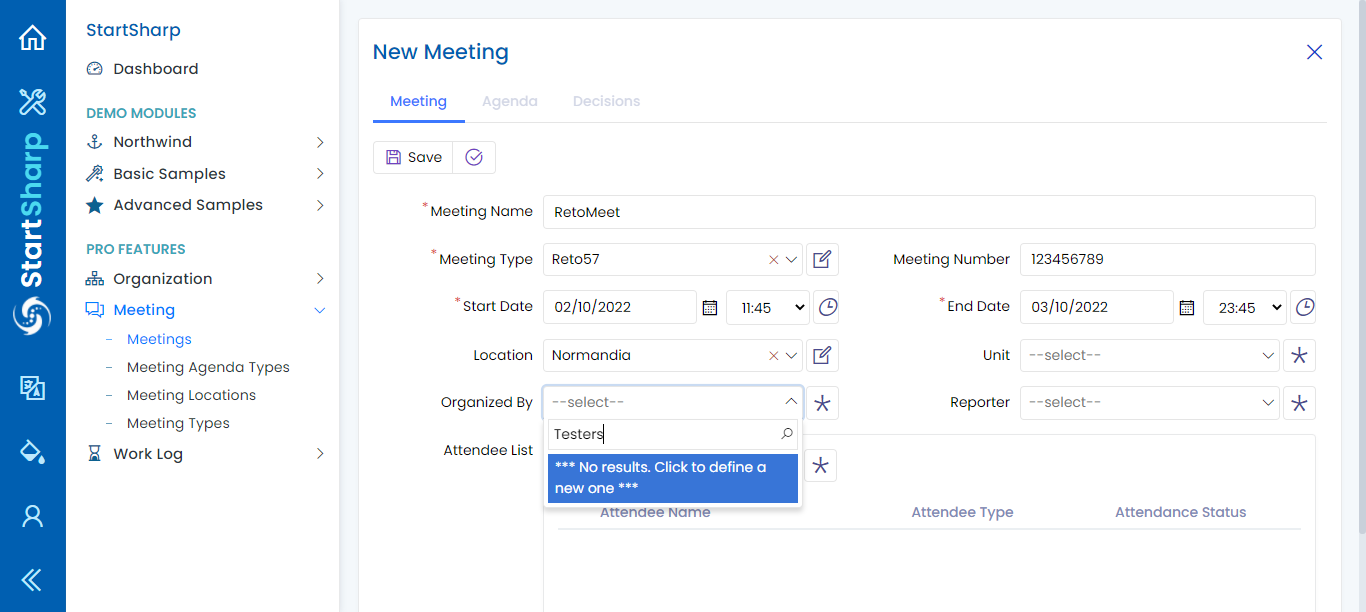 StartSharp
StartSharp
Dashboard
DEMO MODULES
Northwind
Basic Samples
Advanced Samples
PRO FEATURES
Organization
Meeting
- Meetings
- Meeting Agenda Types
- Meeting Locations
- Meeting Types
Work Log
New Meeting
Meeting Agenda Decisions
Save
* Meeting Name RetoMeet
* Meeting Type Reto57 Meeting Number 123456789
* Start Date 02/10/2022 11:45 * End Date 03/10/2022 23:45
Location Normandia Unit --select--
Organized By --select-- Reporter --select--
Testers
Attendee List
*** No results. Click to define a
new one ***
Attendee Name Attendee Type Attendance Status